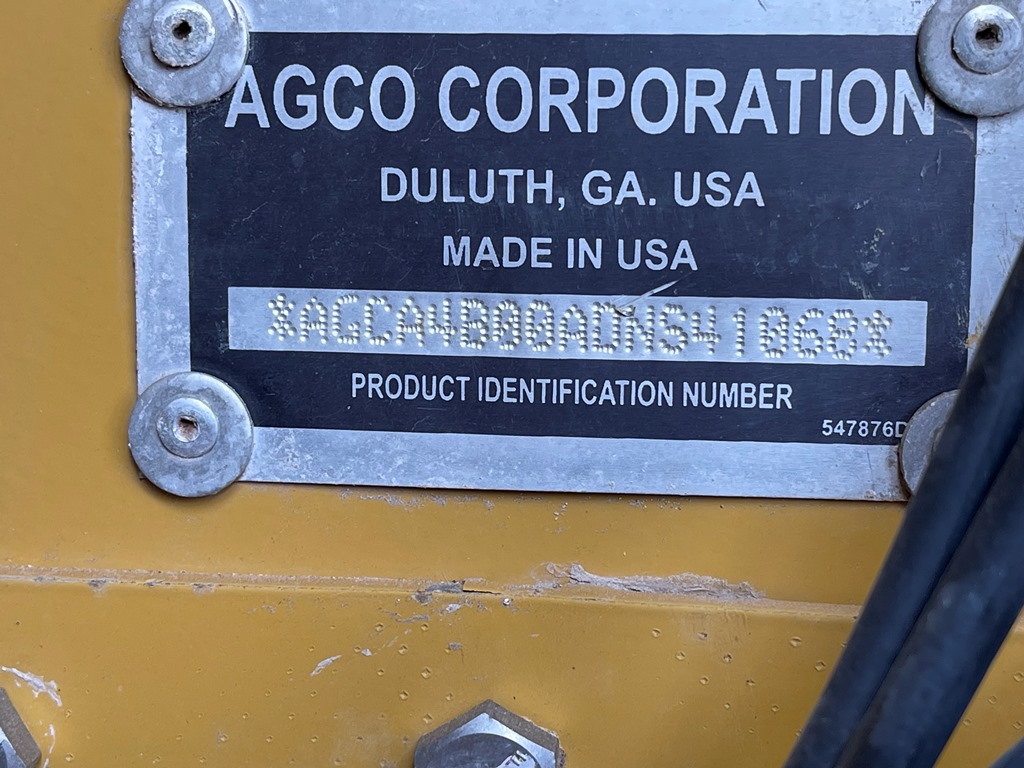 AGCO CORPORATION
DULUTH, GA. USA
MADE IN USA
*AGCA4B00ADNS41068*
PRODUCT IDENTIFICATION NUMBER
547876D